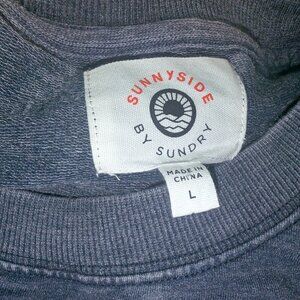 SUNNYSIDE
BY SUNDRY
MADE IN
CHINA
L